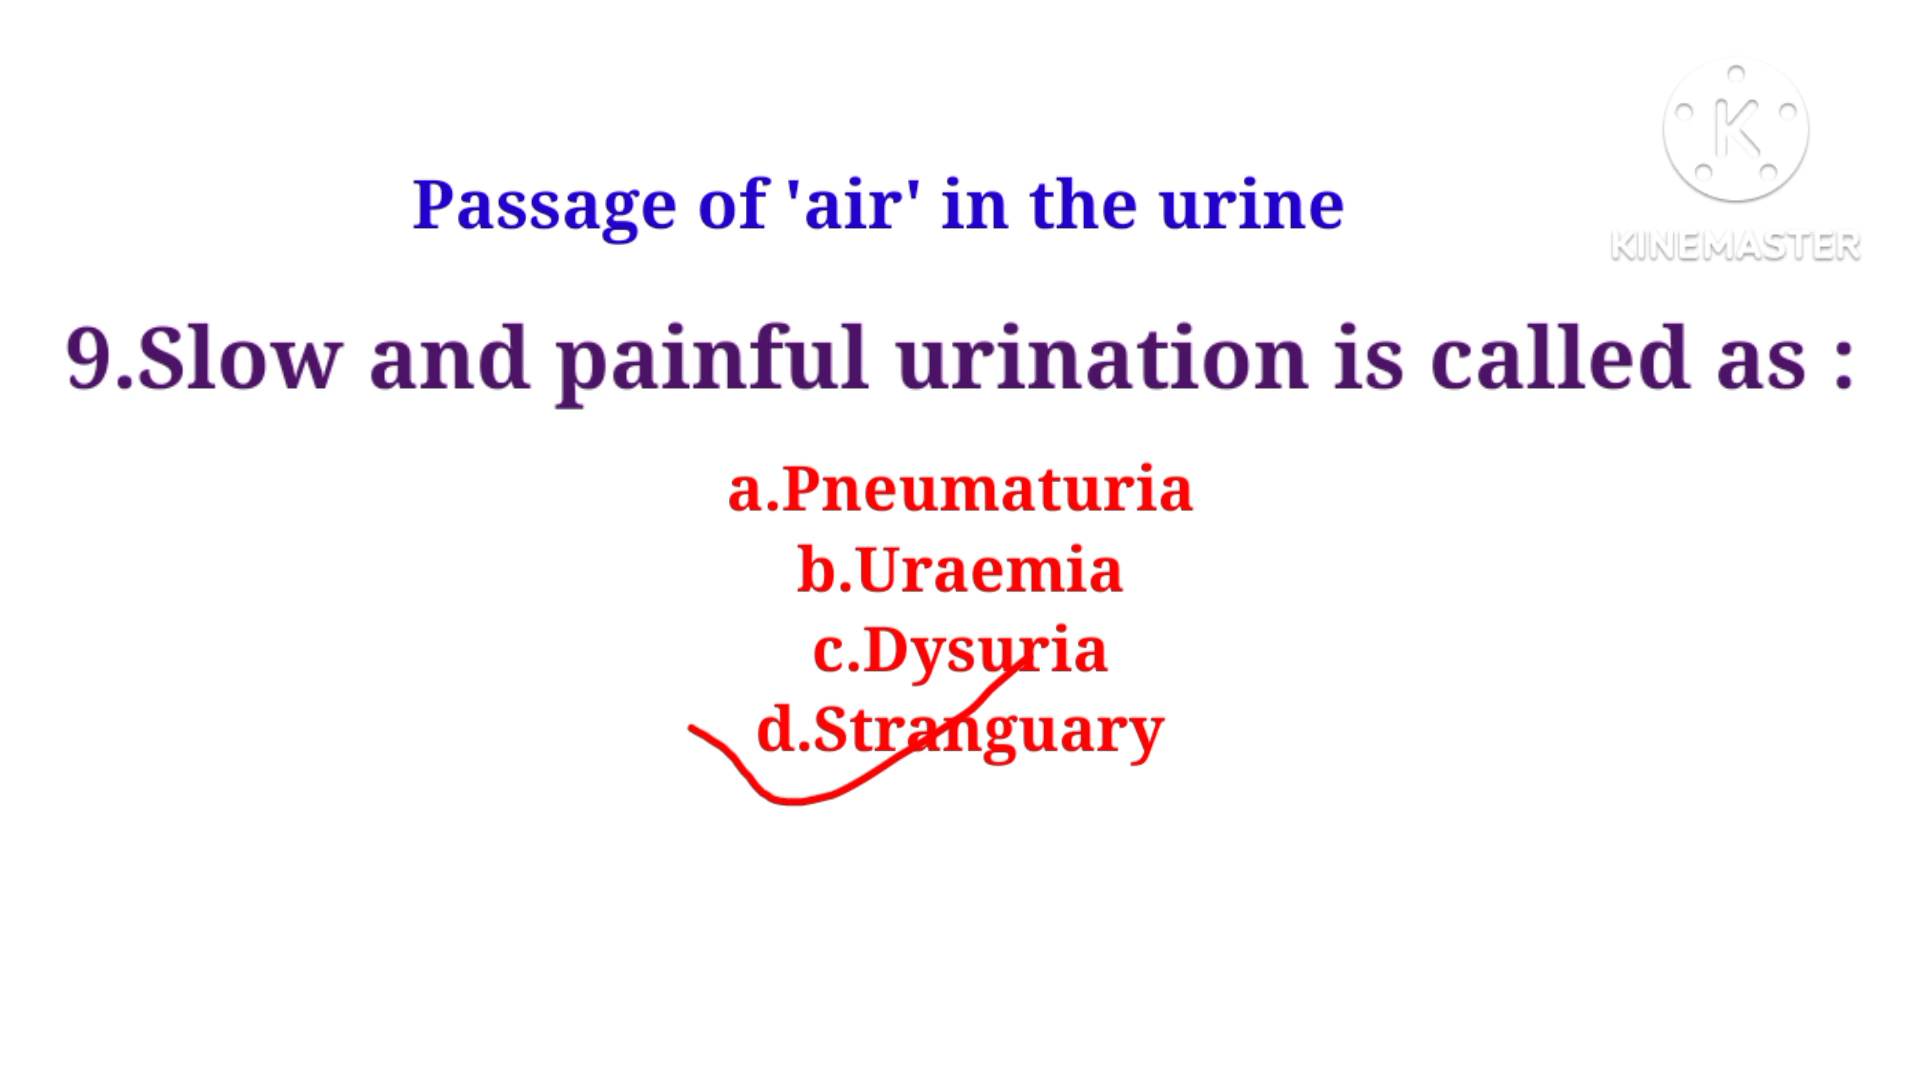 Passage of 'air' in the urine
K
KINEMASTER
9.Slow and painful urination is called as :
a.Pneumaturia
b.Uraemia
c.Dysuria
d.Stranguary